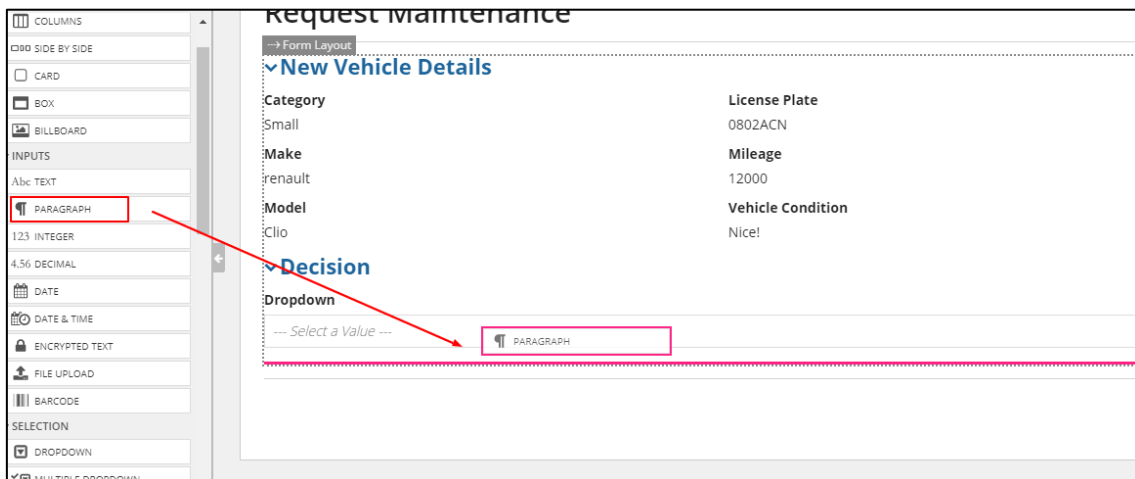 COLUMNS
SIDE BY SIDE
CARD
BOX
BILLBOARD
INPUTS
Abc TEXT
PARAGRAPH
123 INTEGER
4.56 DECIMAL
DATE
DATE & TIME
ENCRYPTED TEXT
FILE UPLOAD
BARCODE
SELECTION
DROPDOWN
MULTIPLE DROPDOWN
Request Maintenance
Form Layout
New Vehicle Details
Category
Small
License Plate
0802ACN
Make
renault
Mileage
12000
Model
Clio
Vehicle Condition
Nice!
Decision
Dropdown
--- Select a Value ---
PARAGRAPH